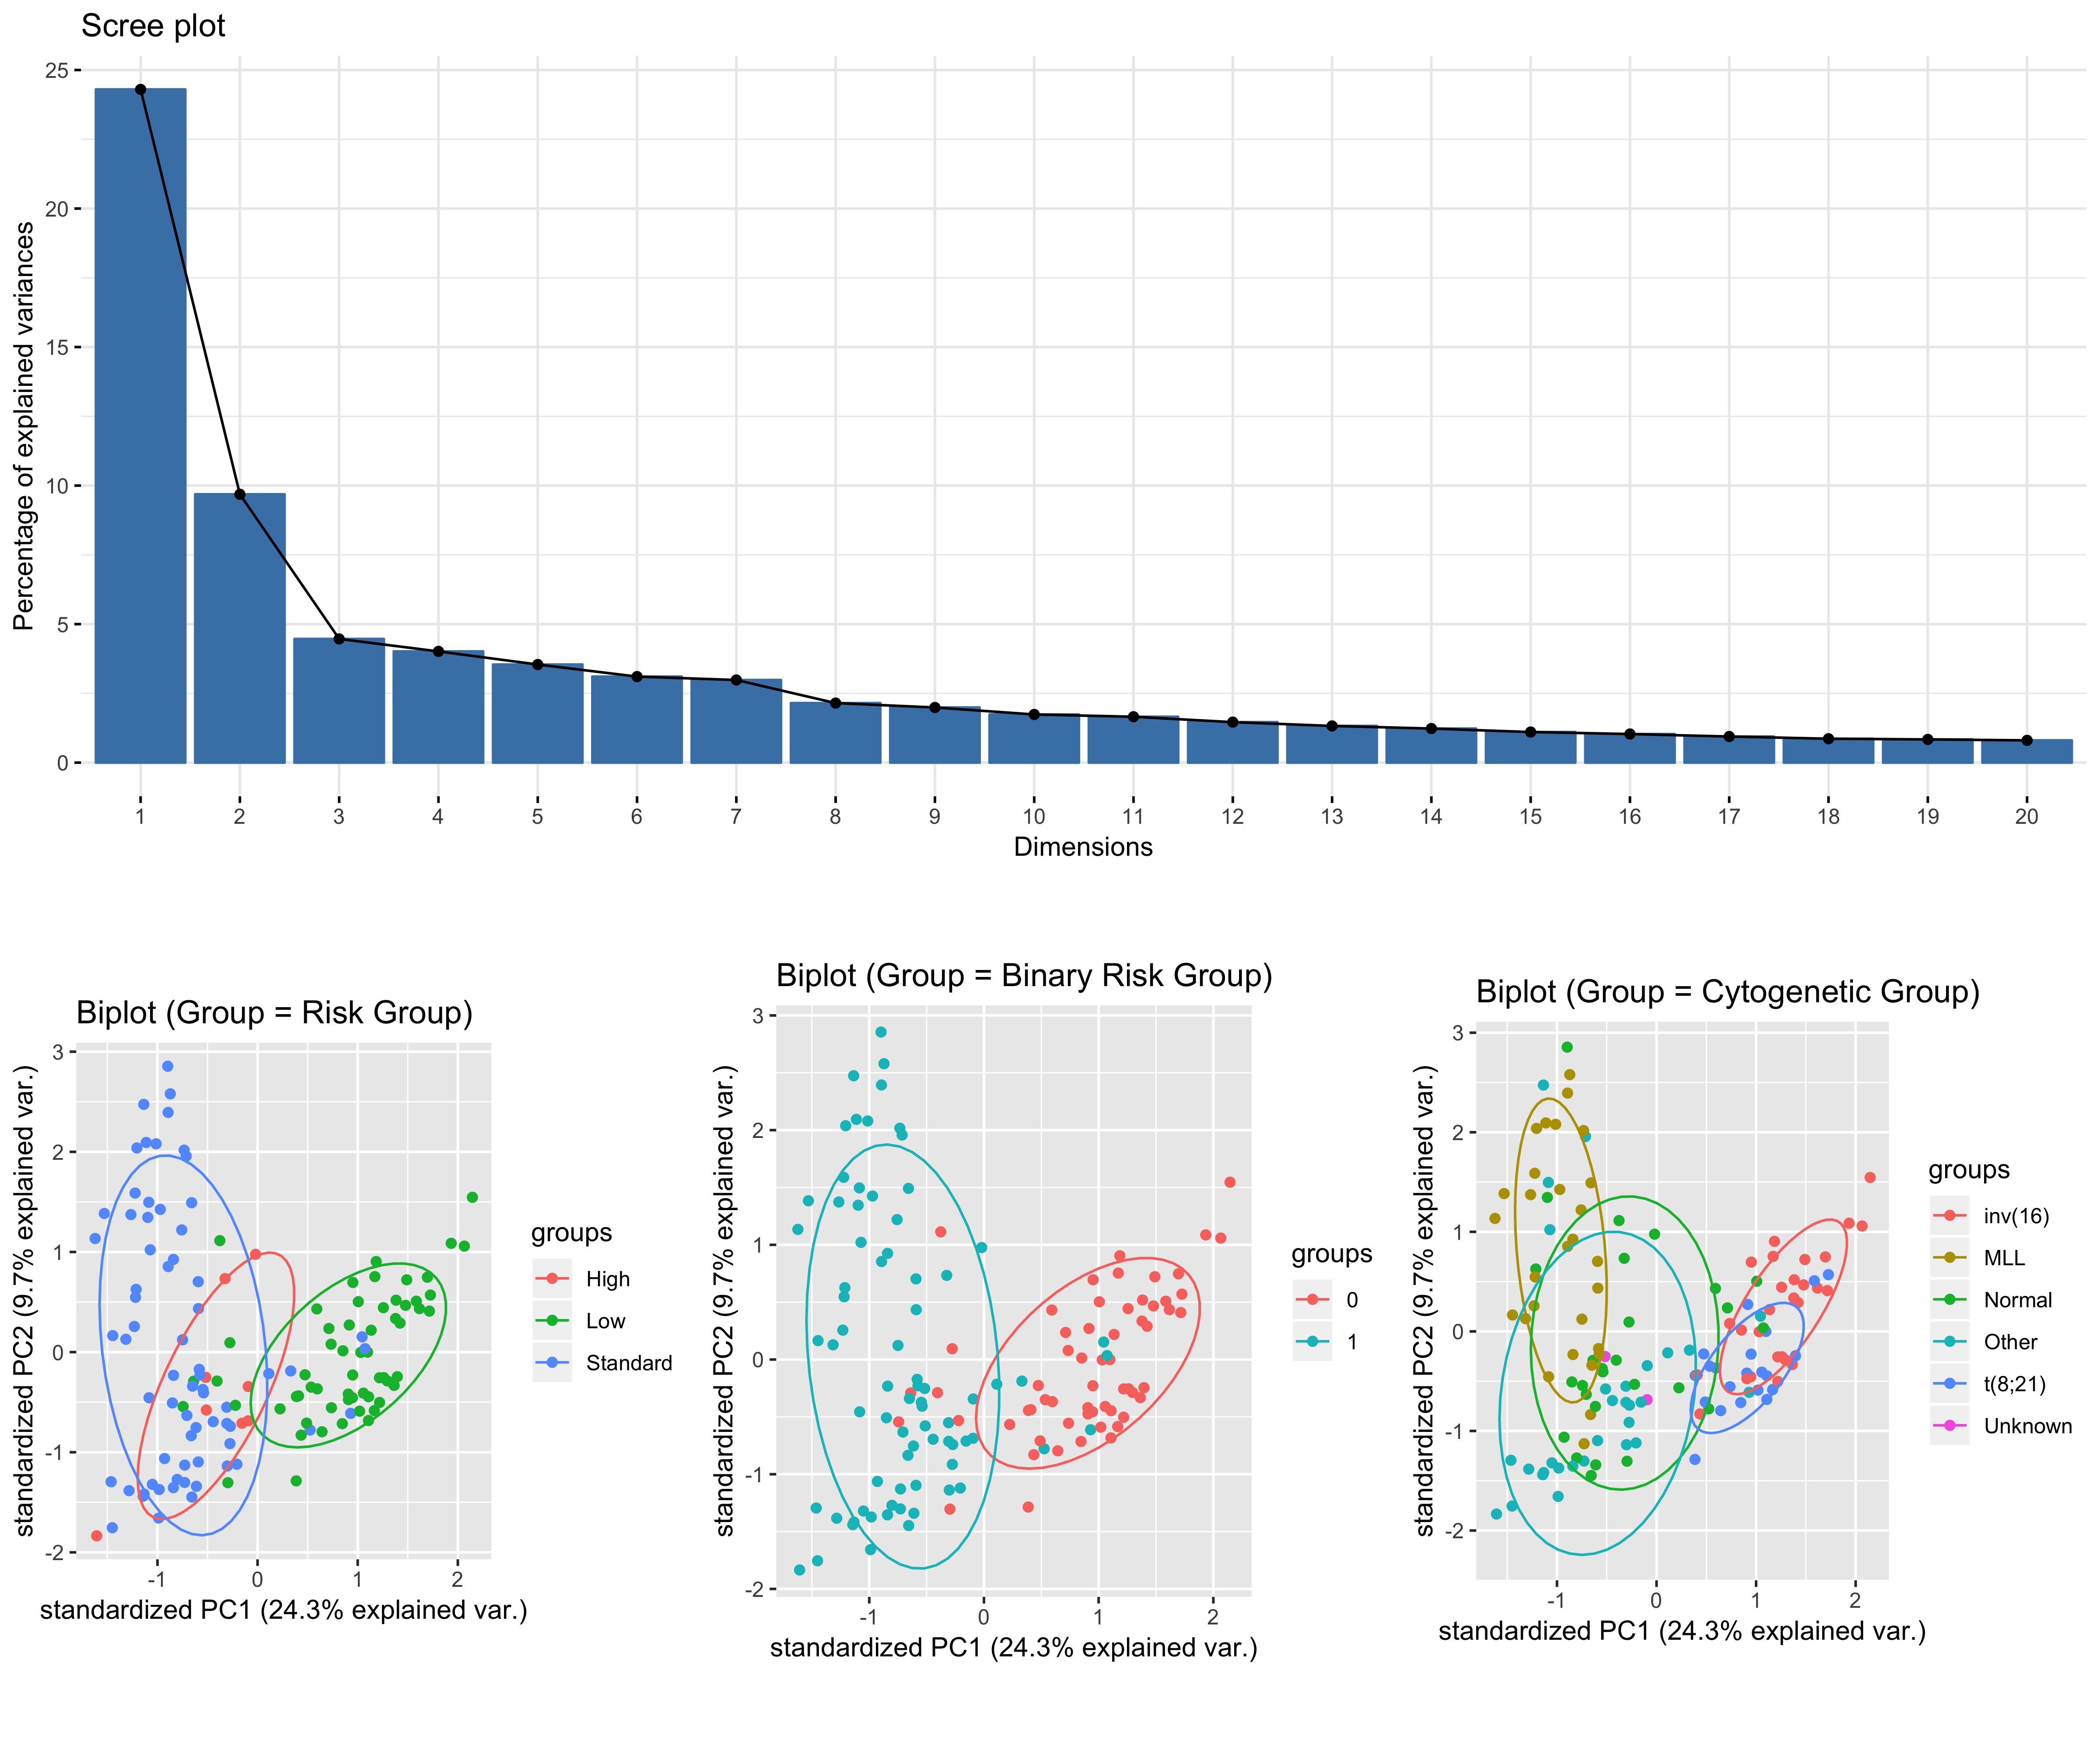 Scree plot
25
20
15
10
5
0
Percentage of explained variances
1 2 3 4 5 6 7 8 9 10 11 12 13 14 15 16 17 18 19 20
Dimensions
Biplot (Group = Risk Group)
3
2
1
0
-1
-2
standardized PC2 (9.7% explained var.)
-1 0 1 2
standardized PC1 (24.3% explained var.)
groups
High
Low
Standard
Biplot (Group = Binary Risk Group)
3
2
1
0
-1
-2
standardized PC2 (9.7% explained var.)
-1 0 1 2
standardized PC1 (24.3% explained var.)
groups
0
1
Biplot (Group = Cytogenetic Group)
3
2
1
0
-1
-2
standardized PC2 (9.7% explained var.)
-1 0 1 2
standardized PC1 (24.3% explained var.)
groups
inv(16)
MLL
Normal
Other
t(8;21)
Unknown